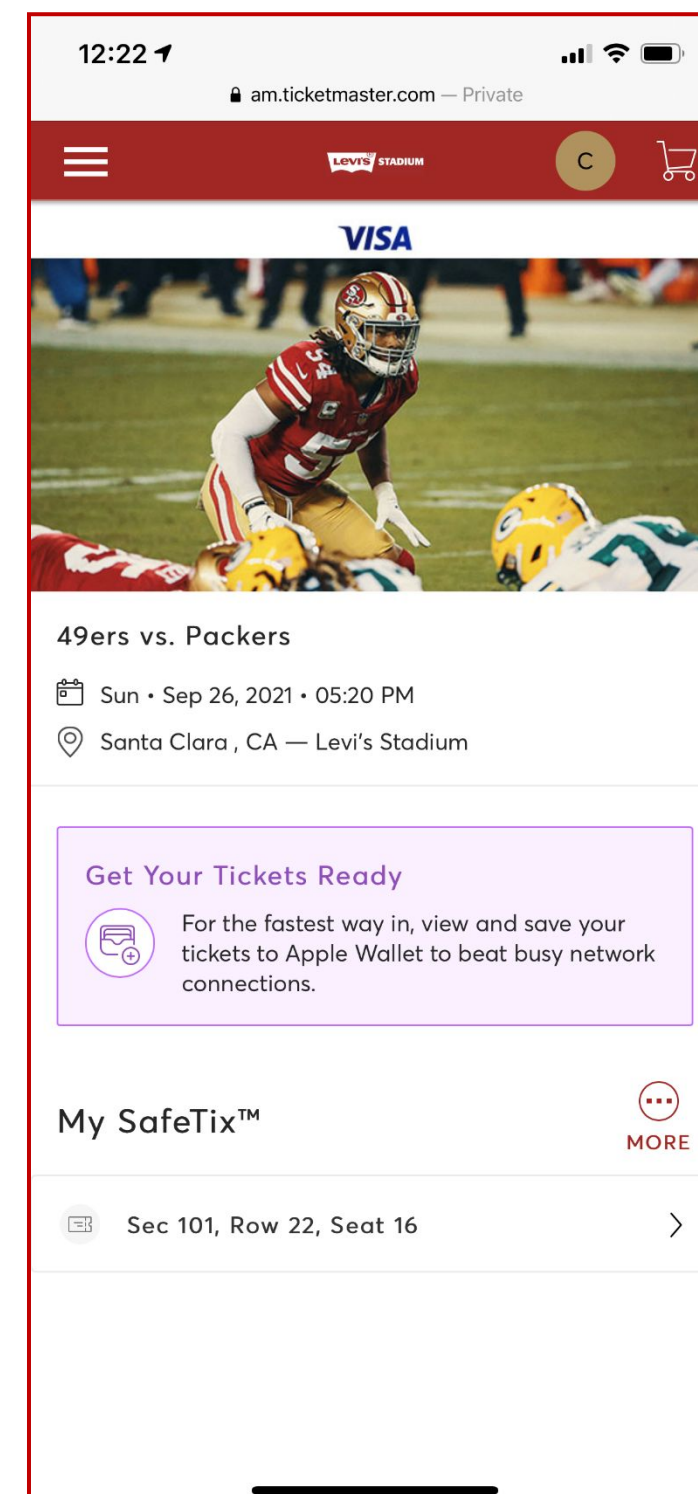 12:22
am.ticketmaster.com — Private
LEVI'S STADIUM
C
VISA
54
54
49ers vs. Packers
Sun • Sep 26, 2021 • 05:20 PM
Santa Clara , CA — Levi's Stadium
Get Your Tickets Ready
For the fastest way in, view and save your
tickets to Apple Wallet to beat busy network
connections.
My SafeTix™
MORE
Sec 101, Row 22, Seat 16